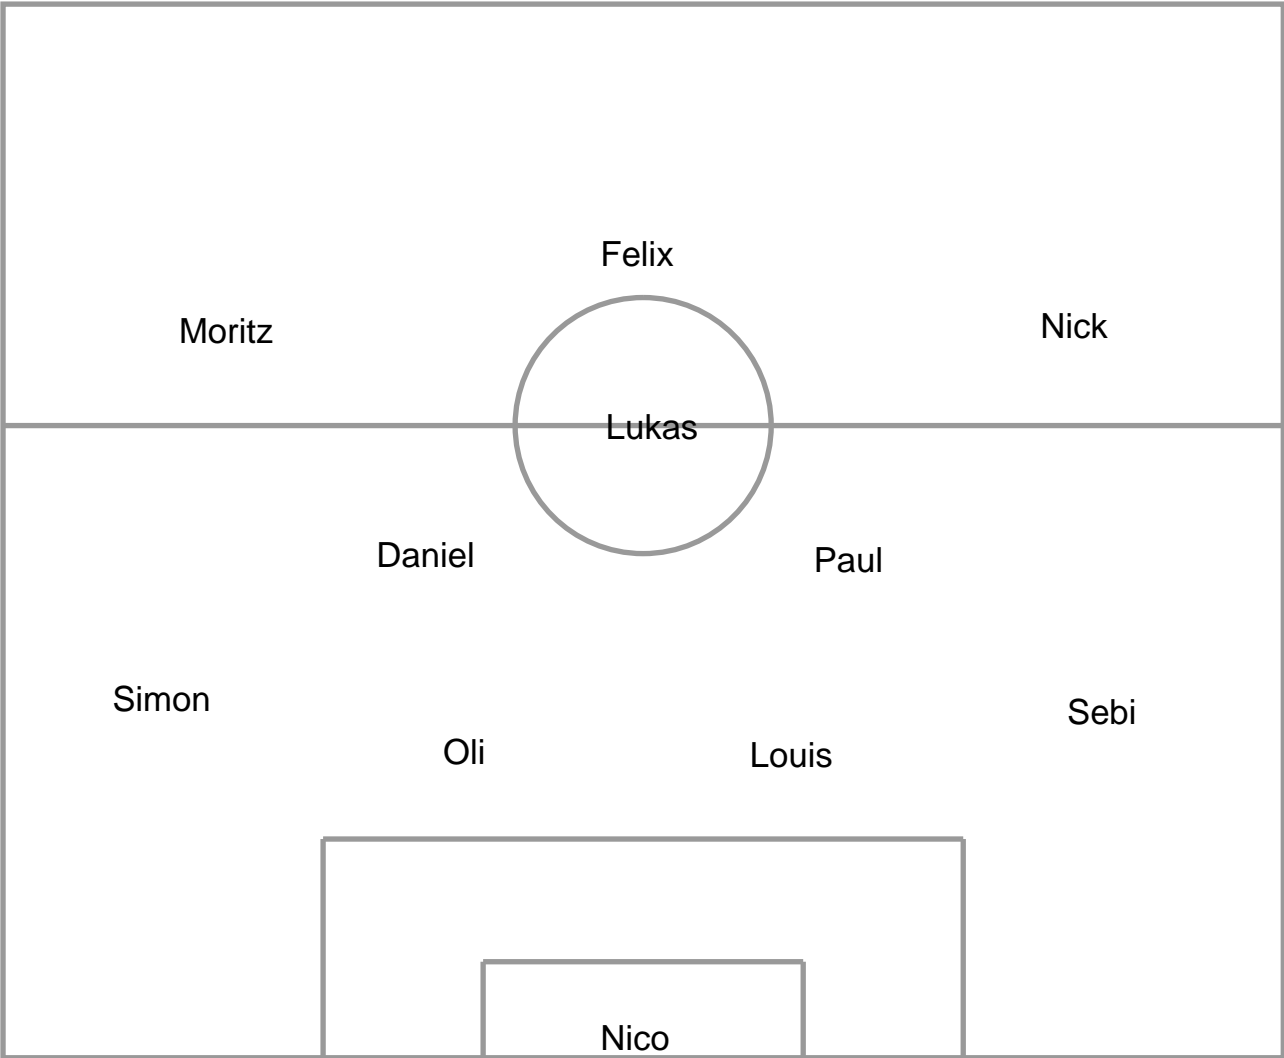 Felix
Moritz
Nick
Lukas
Daniel
Paul
Simon
Sebi
Oli
Louis
Nico